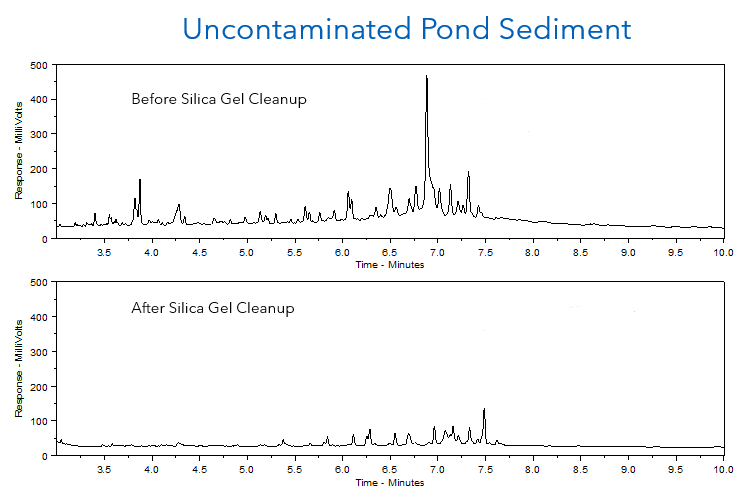 Uncontaminated Pond Sediment
500
400
300
200
100
0
Response - MilliVolts
Before Silica Gel Cleanup
3.5 4.0 4.5 5.0 5.5 6.0 6.5 7.0 7.5 8.0 8.5 9.0 9.5 10.0
Time - Minutes
500
400
300
200
100
0
Response - MilliVolts
After Silica Gel Cleanup
3.5 4.0 4.5 5.0 5.5 6.0 6.5 7.0 7.5 8.0 8.5 9.0 9.5 10.0
Time - Minutes